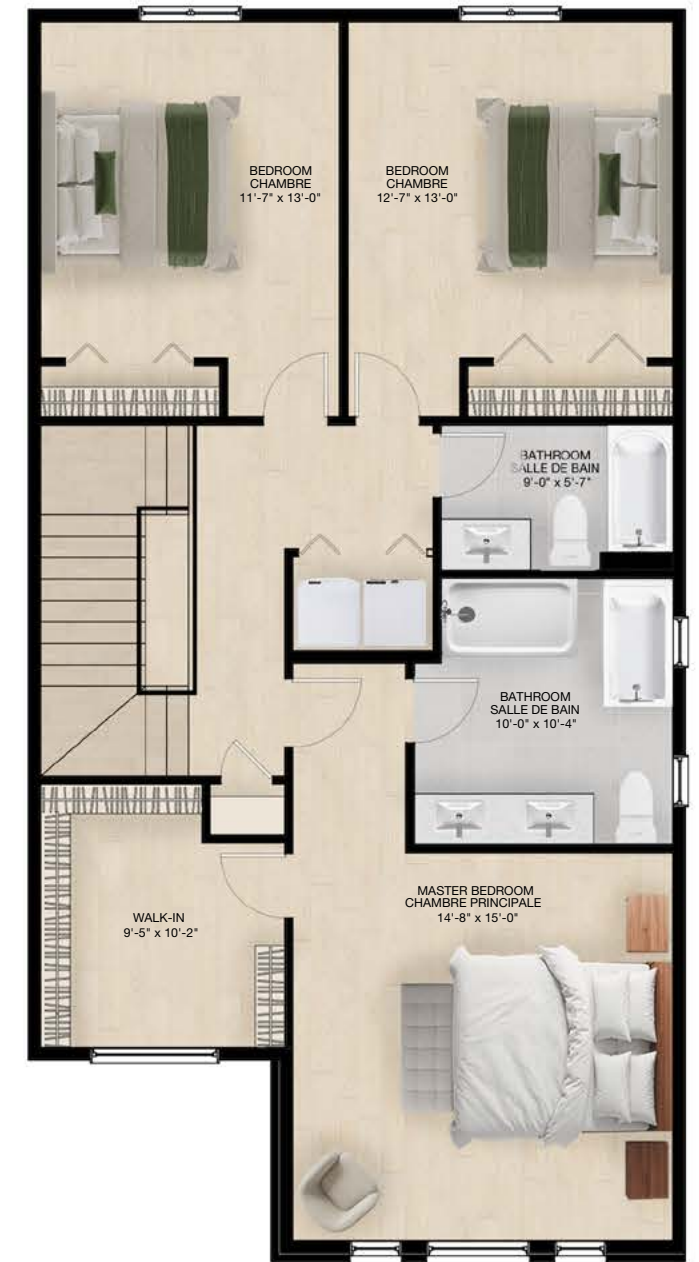 BEDROOM
CHAMBRE
11'-7" x 13'-0"
BEDROOM
CHAMBRE
12'-7" x 13'-0"
BATHROOM
SALLE DE BAIN
9'-0" x 5'-7"
BATHROOM
SALLE DE BAIN
10'-0" x 10'-4"
MASTER BEDROOM
CHAMBRE PRINCIPALE
14'-8" x 15'-0"
WALK-IN
9'-5" x 10'-2"